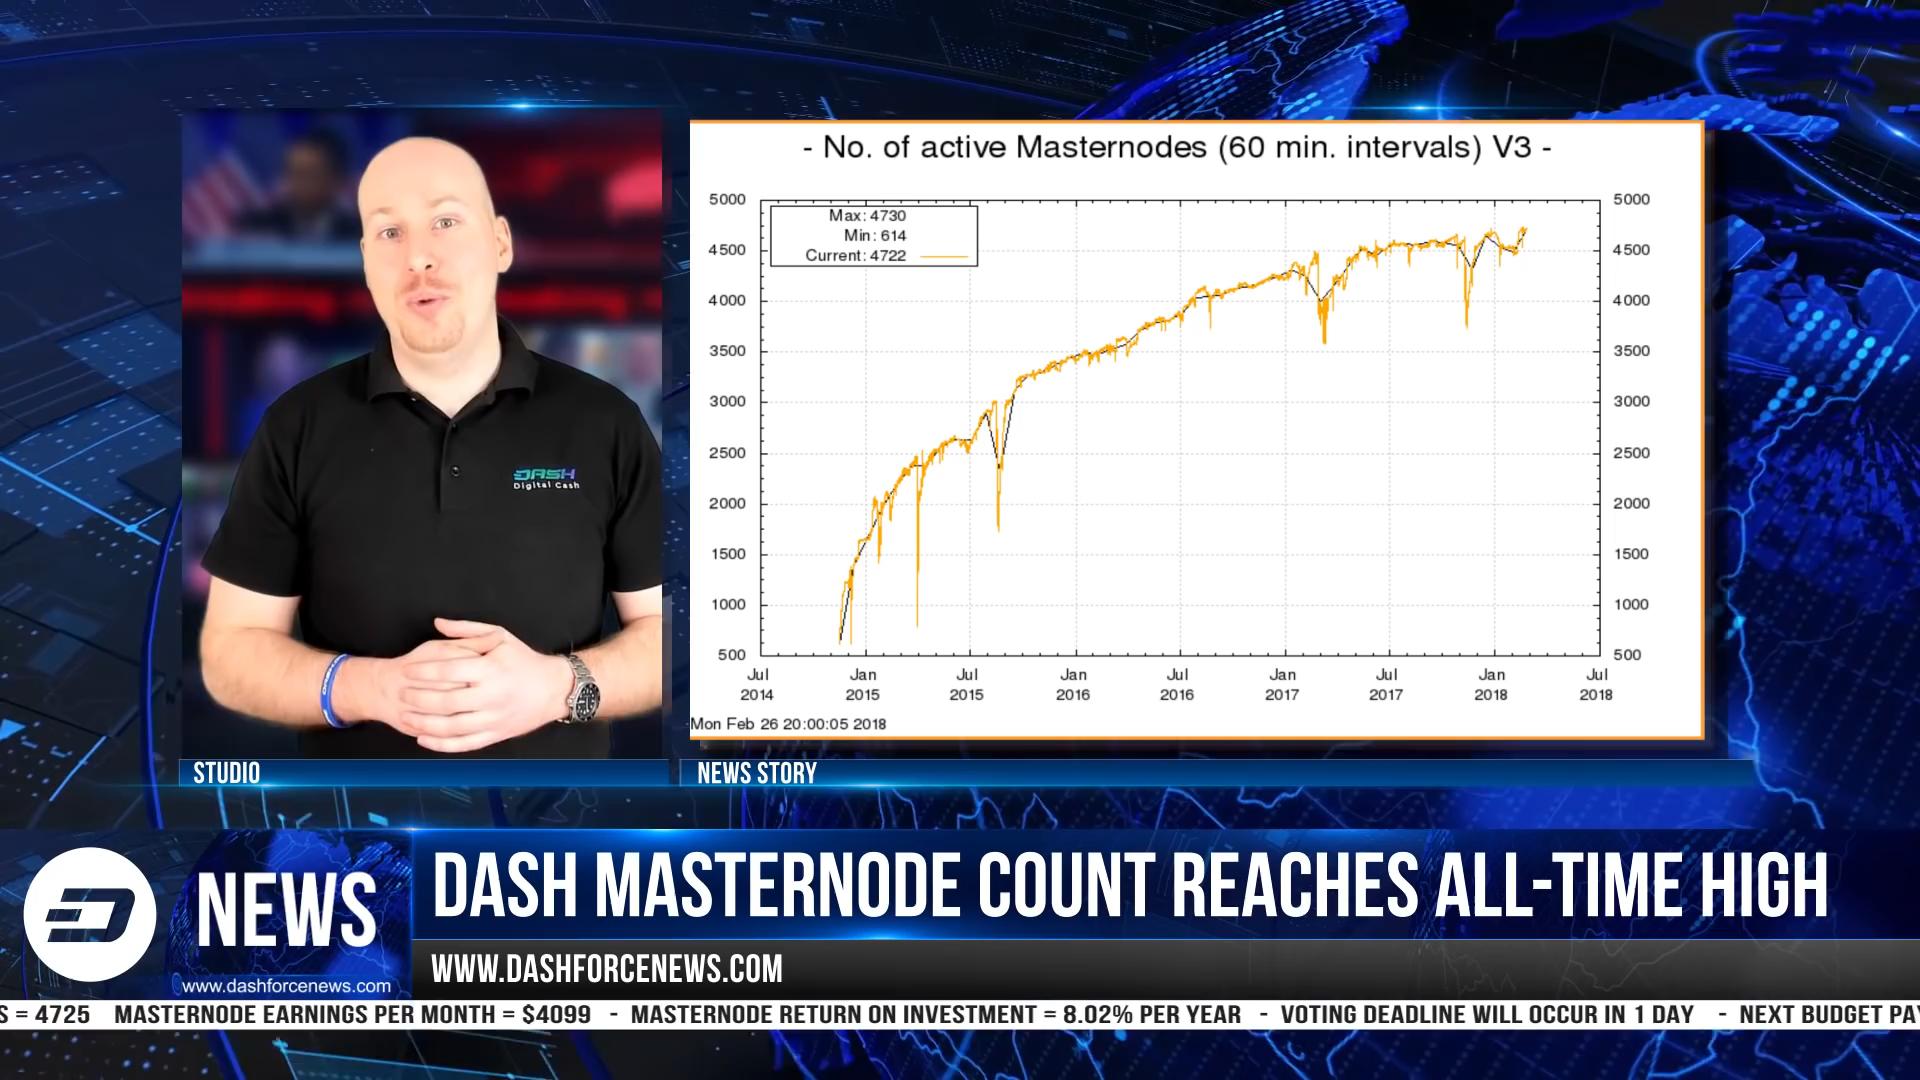 - No. of active Masternodes (60 min. intervals) V3 -
5000 5000
Max: 4730
Min: 614
Current: 4722
4500 4500
4000 4000
3500 3500
3000 3000
2500 2500
2000 2000
1500 1500
1000 1000
500 500
Jul Jan Jul Jan Jul Jan Jul Jan Jul
2014 2015 2015 2016 2016 2017 2017 2018 2018
Mon Feb 26 20:00:05 2018
DASH
Digital Cash
STUDIO
NEWS STORY
NEWS
www.dashforcenews.com
DASH MASTERNODE COUNT REACHES ALL-TIME HIGH
WWW.DASHFORCENEWS.COM
S = 4725 MASTERNODE EARNINGS PER MONTH = $4099 - MASTERNODE RETURN ON INVESTMENT = 8.02% PER YEAR - VOTING DEADLINE WILL OCCUR IN 1 DAY - NEXT BUDGET PAY